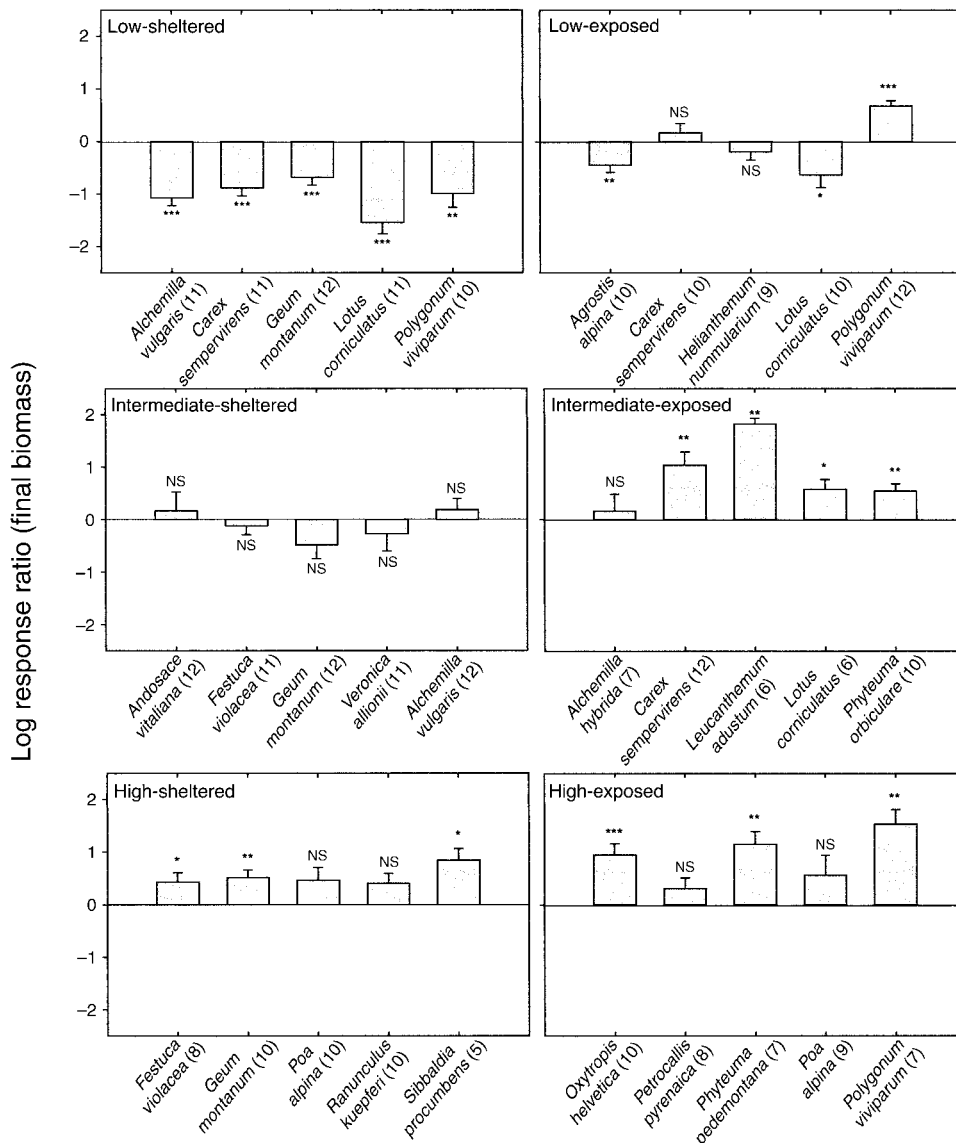 Log response ratio (final biomass)
Low-sheltered
2
1
0
−1
−2
***
***
***
***
**
Alchemilla
vulgaris (11)
Carex
sempervirens (11)
Geum
montanum (12)
Lotus
corniculatus (11)
Polygonum
viviparum (10)
Low-exposed
**
NS
NS
*
***
Agrostis
alpina (10)
Carex
sempervirens (10)
Helianthemum
nummularium (9)
Lotus
corniculatus (10)
Polygonum
viviparum (12)
Intermediate-sheltered
2
1
0
−1
−2
NS
NS
NS
NS
NS
Andosace
vitaliana (12)
Festuca
violacea (11)
Geum
montanum (12)
Veronica
allionii (11)
Alchemilla
vulgaris (12)
Intermediate-exposed
NS
**
**
*
**
Alchemilla
hybrida (7)
Carex
sempervirens (12)
Leucanthemum
adustum (6)
Lotus
corniculatus (6)
Phyteuma
orbiculare (10)
High-sheltered
2
1
0
−1
−2
*
**
NS
NS
*
Festuca
violacea (8)
Geum
montanum (10)
Poa
alpina (10)
Ranunculus
kuepferi (10)
Sibbaldia
procumbens (5)
High-exposed
***
NS
**
NS
**
Oxytropis
helvetica (10)
Petrocallis
pyrenaica (8)
Phyteuma
pedemontana (7)
Poa
alpina (9)
Polygonum
viviparum (7)